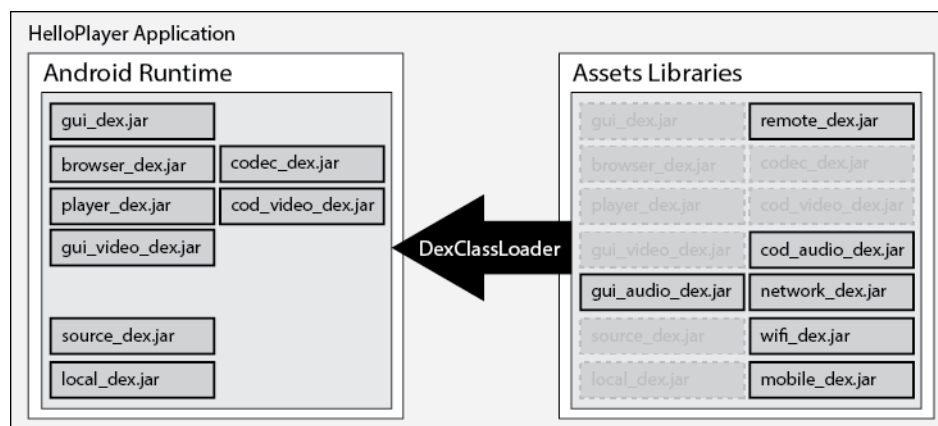 HelloPlayer Application
Android Runtime
gui_dex.jar
browser_dex.jar codec_dex.jar
player_dex.jar cod_video_dex.jar
gui_video_dex.jar
source_dex.jar
local_dex.jar
DexClassLoader
Assets Libraries
gui_dex.jar remote_dex.jar
browser_dex.jar codec_dex.jar
player_dex.jar cod_video_dex.jar
gui_video_dex.jar cod_audio_dex.jar
gui_audio_dex.jar network_dex.jar
source_dex.jar wifi_dex.jar
local_dex.jar mobile_dex.jar